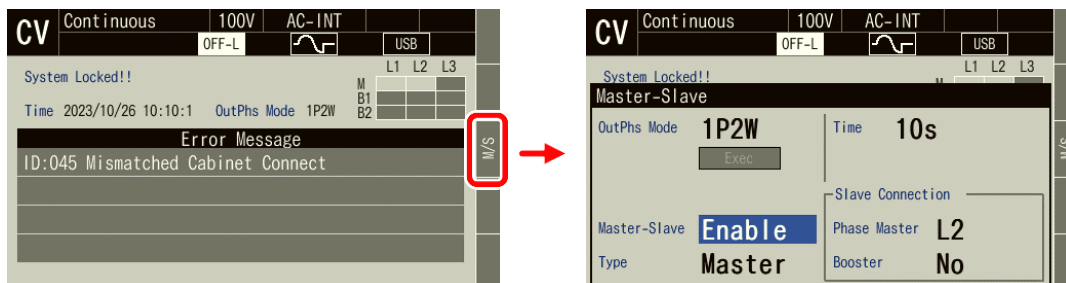 CV Continuous 100V AC-INT
OFF-L USB
System Locked!!
L1 L2 L3
M
Time 2023/10/26 10:10:1 OutPhs Mode 1P2W B1
B2
Error Message
ID:045 Mismatched Cabinet Connect
M/S
CV Continuous 100V AC-INT
OFF-L USB
System Locked!!
L1 L2 L3
Master-Slave
OutPhs Mode 1P2W Time 10s
Exec
Slave Connection
Master-Slave Enable Phase Master L2
Type Master Booster No